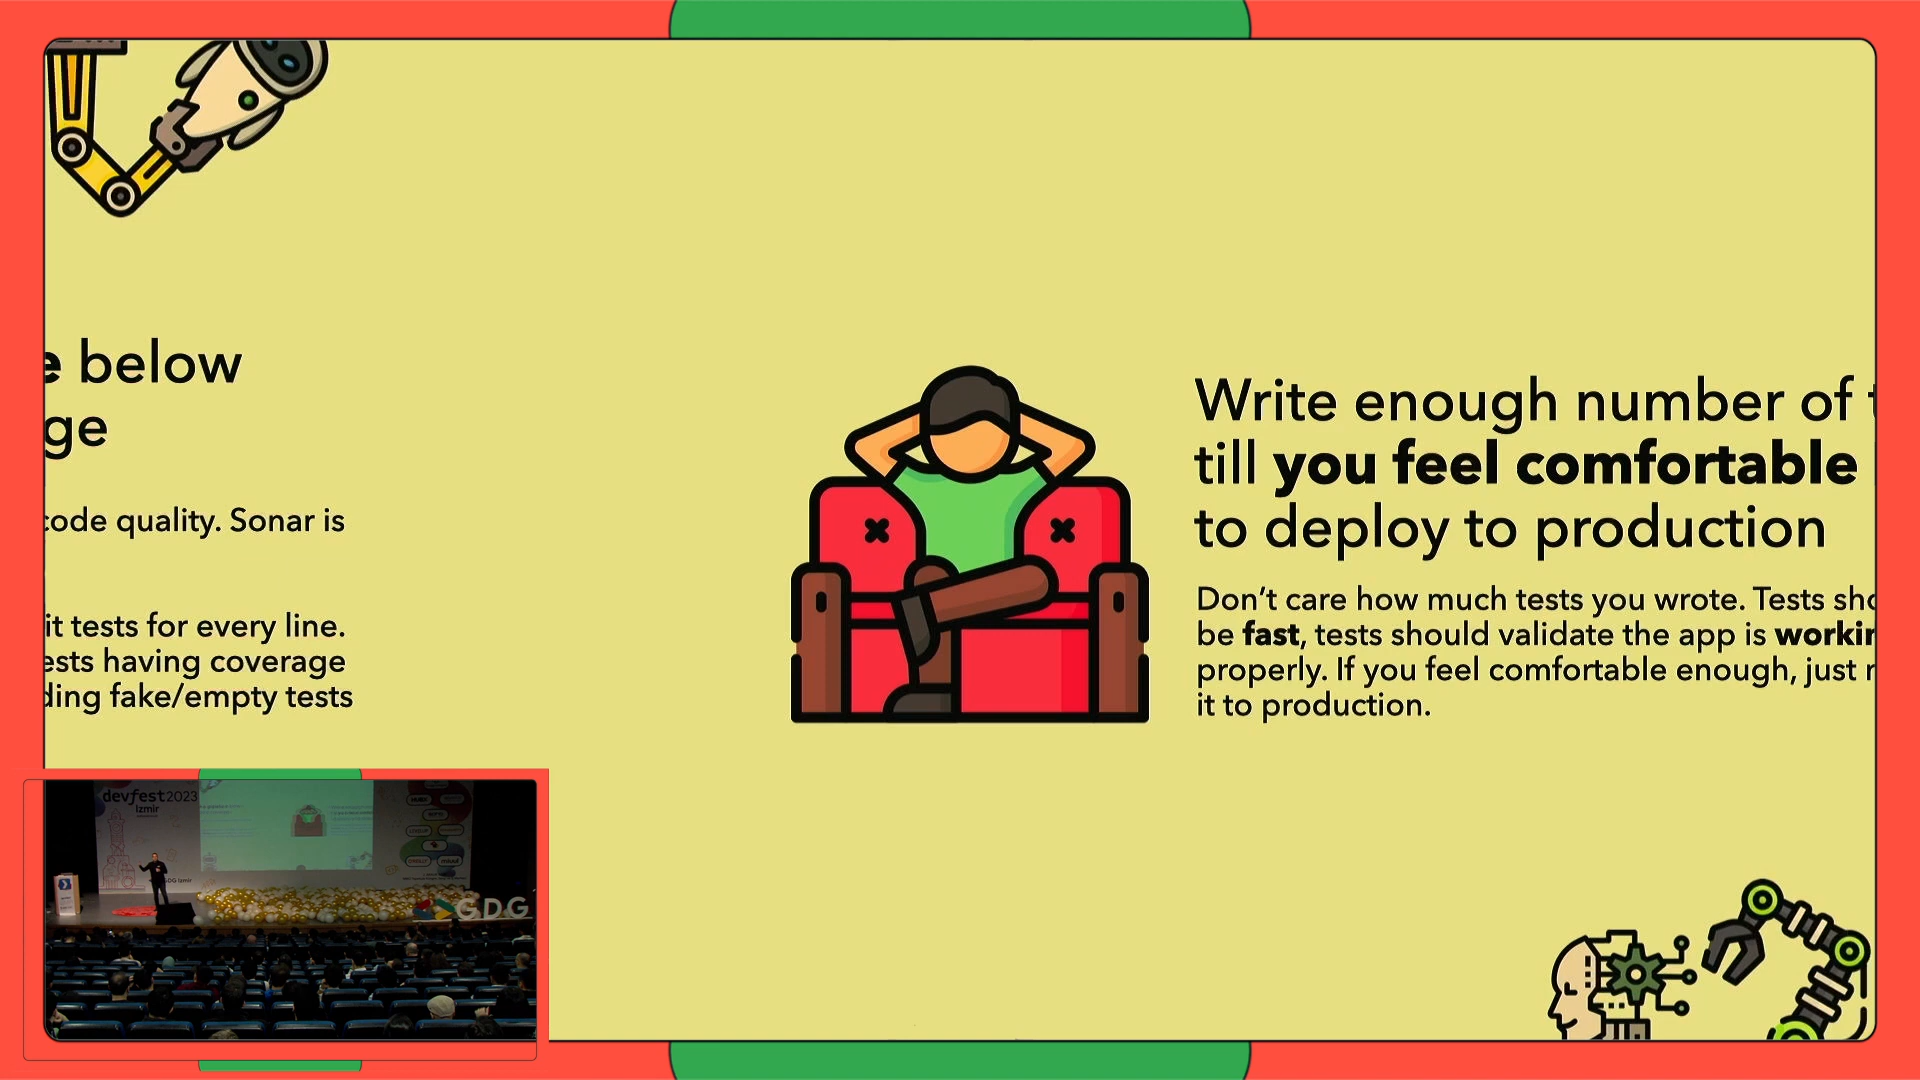 e below
ge
code quality. Sonar is
it tests for every line.
ests having coverage
ding fake/empty tests
Write enough number of
till you feel comfortable
to deploy to production
Don't care how much tests you wrote. Tests sho
be fast, tests should validate the app is workin
properly. If you feel comfortable enough, just
it to production.
devfest2023
Izmir
GDG Izmir
GDG